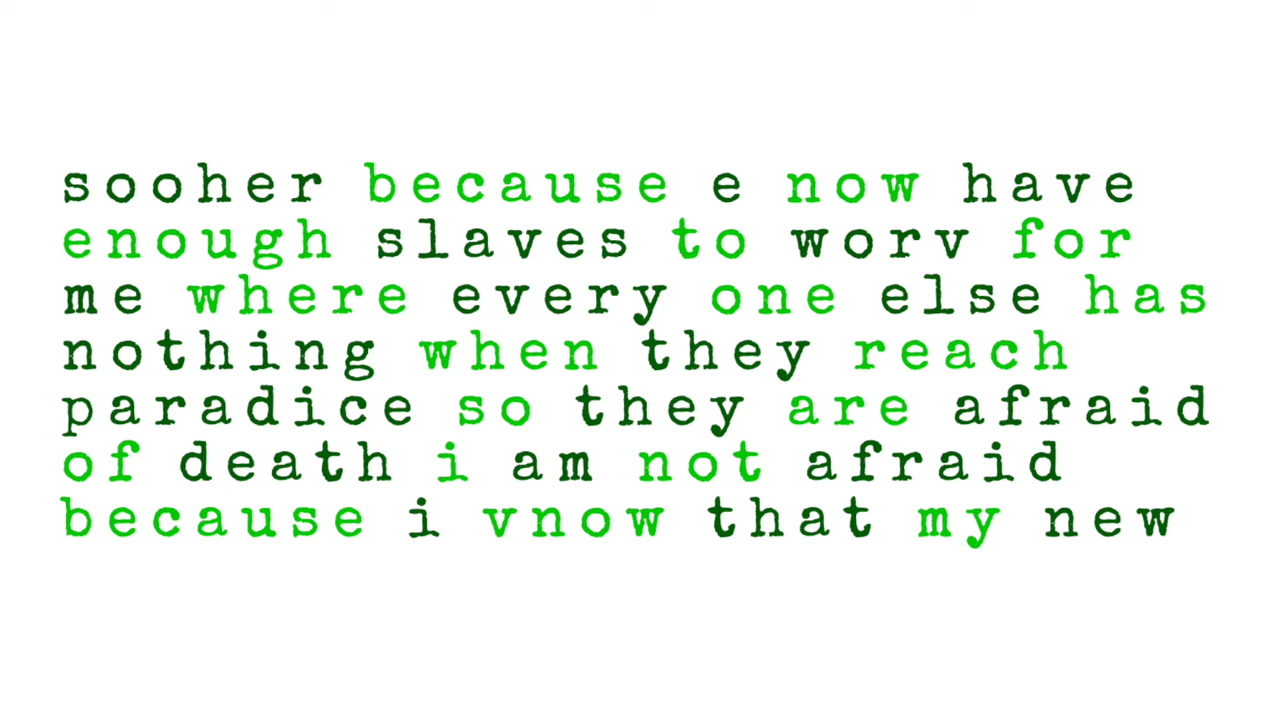 sooher because e now have
enough slaves to worv for
me where every one else has
nothing when they reach
paradice so they are afraid
of death i am not afraid
because i vnow that my new